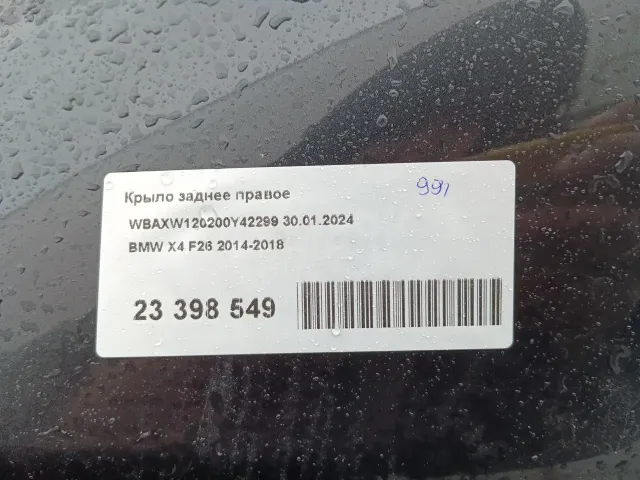 Крыло заднее правое
991
WBAXW120200Y42299 30.01.2024
BMW X4 F26 2014-2018
23 398 549